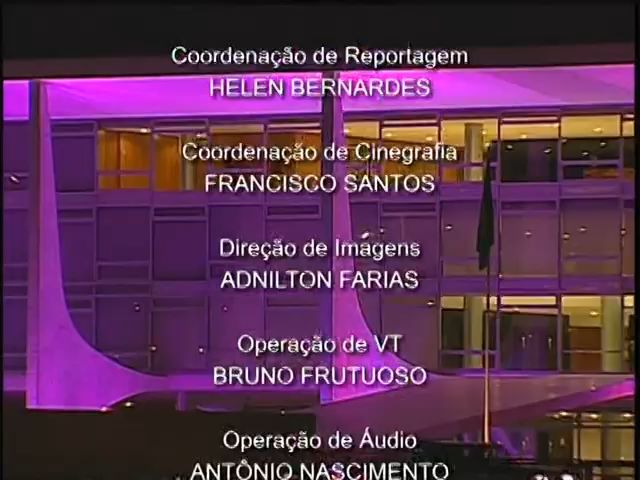 Coordenação de Reportagem
HELEN BERNARDES
Coordenação de Cinegrafia
FRANCISCO SANTOS
Direção de Imagens
ADNILTON FARIAS
Operação de VT
BRUNO FRUTUOSO
Operação de Áudio
ANTÔNIO NASCIMENTO